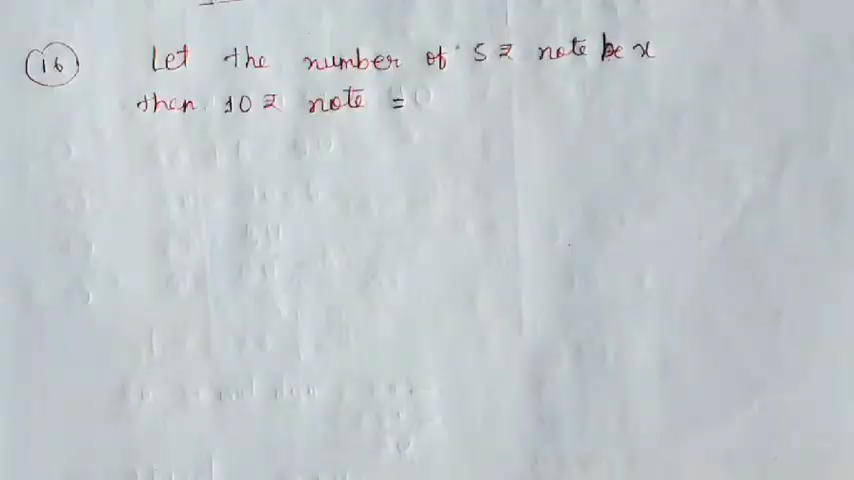 16 Let the number of 5 ₹ note be x
then 10 ₹ note =